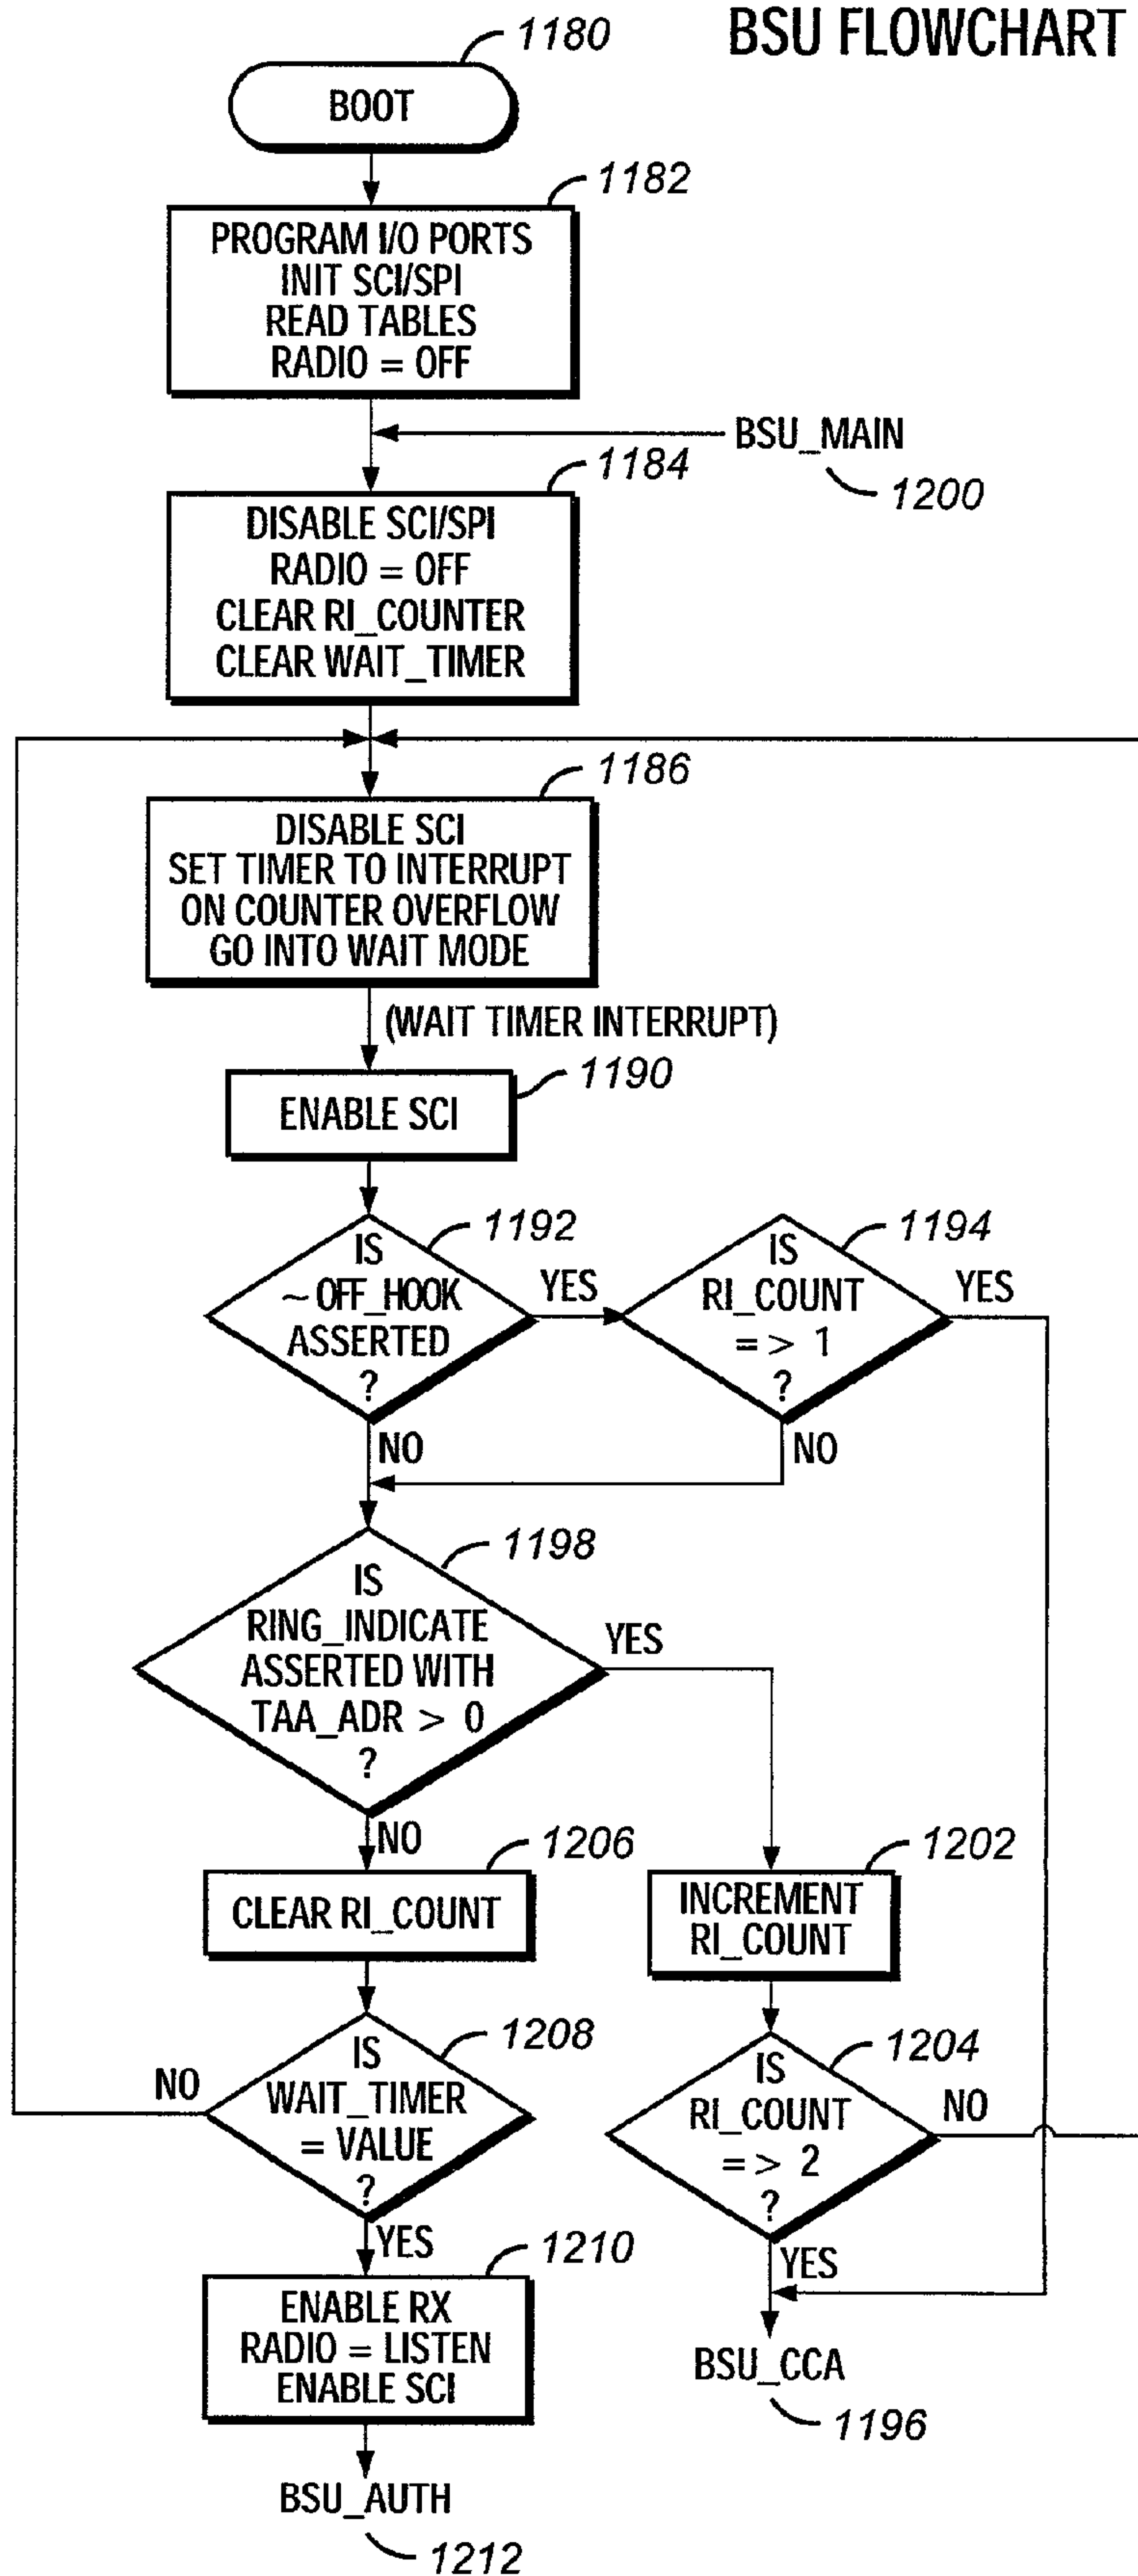 BSU FLOWCHART
1180
BOOT
1182
PROGRAM I/O PORTS
INIT SCI/SPI
READ TABLES
RADIO = OFF
BSU_MAIN
1200
1184
DISABLE SCI/SPI
RADIO = OFF
CLEAR RI_COUNTER
CLEAR WAIT_TIMER
1186
DISABLE SCI
SET TIMER TO INTERRUPT
ON COUNTER OVERFLOW
GO INTO WAIT MODE
(WAIT TIMER INTERRUPT)
1190
ENABLE SCI
1192
IS
~OFF_HOOK
ASSERTED
?
YES
NO
1194
IS
RI_COUNT
= > 1
?
YES
NO
1198
IS
RING_INDICATE
ASSERTED WITH
TAA_ADR > 0
?
YES
NO
1206
CLEAR RI_COUNT
1202
INCREMENT
RI_COUNT
1208
IS
WAIT_TIMER
= VALUE
?
NO
YES
1204
IS
RI_COUNT
= > 2
?
NO
YES
1210
ENABLE RX
RADIO = LISTEN
ENABLE SCI
BSU_CCA
1196
BSU_AUTH
1212